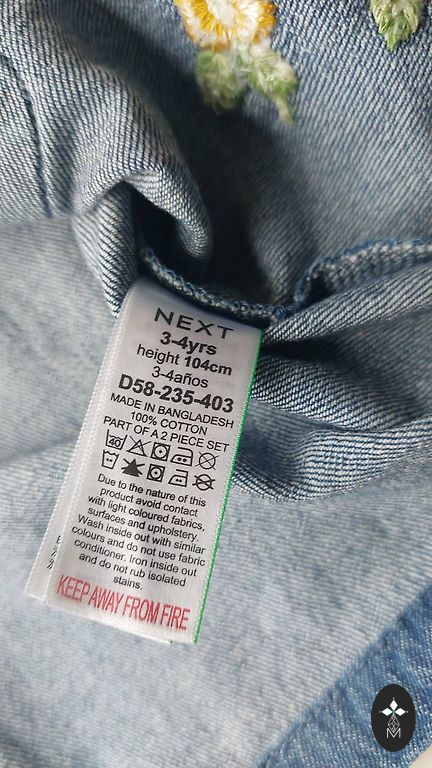 NEXT
3-4yrs
height 104cm
3-4años
D58-235-403
MADE IN BANGLADESH
100% COTTON
PART OF A 2 PIECE SET
40
Due to the nature of this
product avoid contact
with light coloured fabrics,
surfaces and upholstery.
Wash inside out with similar
colours and do not use fabric
conditioner. Iron inside out
and do not rub isolated
stains.
KEEP AWAY FROM FIRE
M